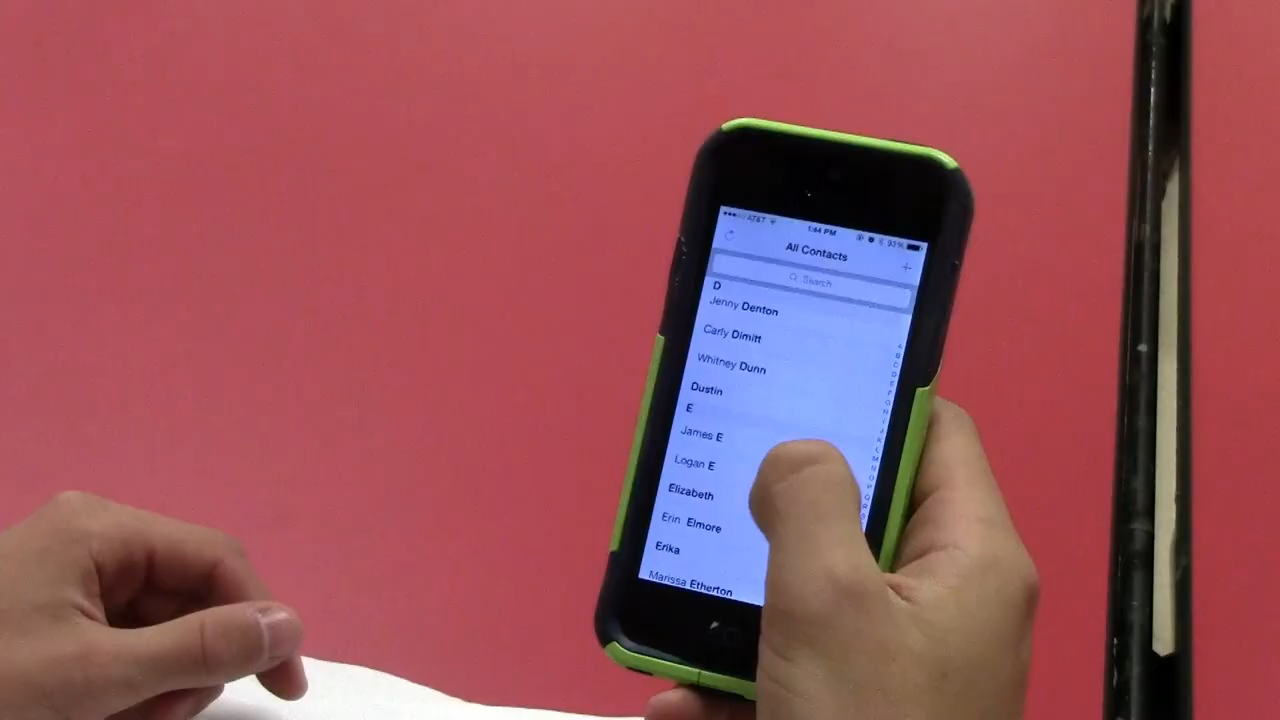 AT&T 1:44 PM 93%
All Contacts
Search
D
Jenny Denton
Carly Dimitt
Whitney Dunn
Dustin
E
James E
Logan E
Elizabeth
Erin Elmore
Erika
Marissa Etherton